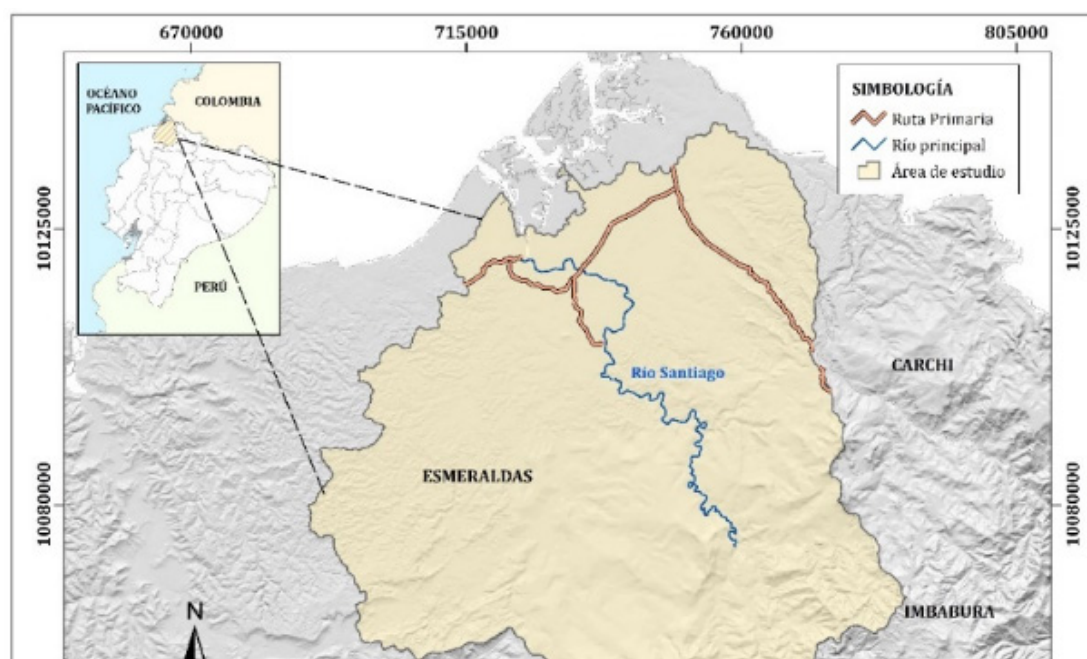 670000
715000
760000
805000
OCÉANO
PACÍFICO
COLOMBIA
PERÚ
SIMBOLOGÍA
Ruta Primaria
Río principal
Área de estudio
10125000
10125000
Río Santiago
CARCHI
ESMERALDAS
10080000
10080000
IMBABURA
N